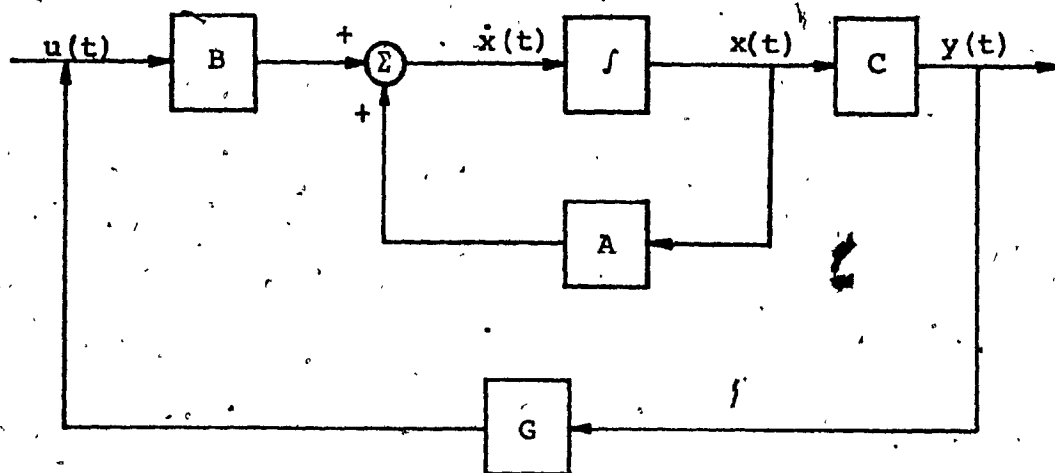 u(t) B + Σ ẋ(t) ∫ x(t) C y(t)
+
A
G